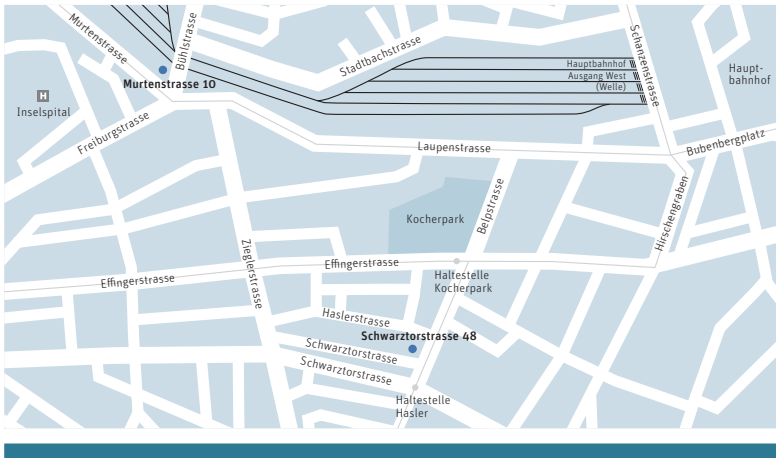 Murtenstrasse
Bühlstrasse
Stadtbachstrasse
Schanzenstrasse
Hauptbahnhof
Ausgang West
(Welle)
Haupt-
bahnhof
Murtenstrasse 10
H
Inselspital
Freiburgstrasse
Laupenstrasse
Bubenbergplatz
Kocherpark
Belpstrasse
Hirschengraben
Zieglerstrasse
Effingerstrasse
Effingerstrasse
Haltestelle
Kocherpark
Haslerstrasse
Schwarztorstrasse 48
Schwarztorstrasse
Schwarztorstrasse
Haltestelle
Hasler